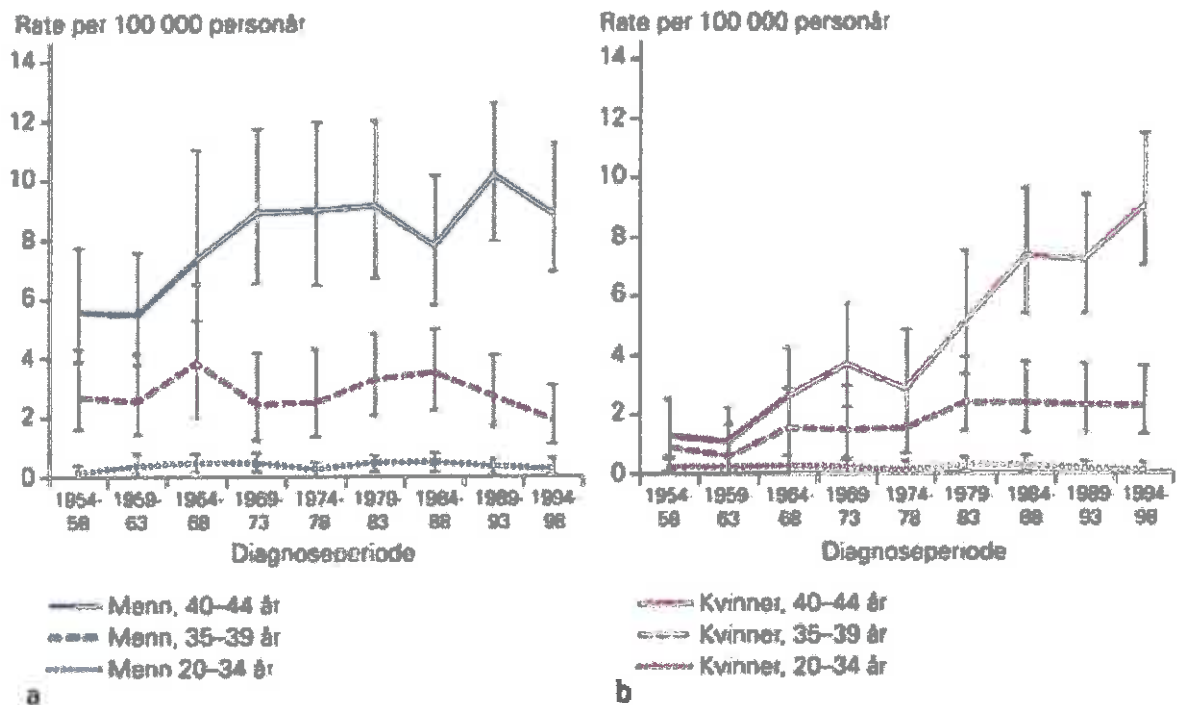 Rate per 100 000 personår
14
12
10
8
6
4
2
0
1954-58
1959-63
1964-68
1969-73
1974-78
1979-83
1984-88
1989-93
1994-98
Diagnoseperiode
Menn, 40–44 år
Menn, 35–39 år
Menn 20–34 år
a
Rate per 100 000 personår
14
12
10
8
6
4
2
0
1954-58
1959-63
1964-68
1969-73
1974-78
1979-83
1984-88
1989-93
1994-98
Diagnoseperiode
Kvinner, 40–44 år
Kvinner, 35–39 år
Kvinner, 20–34 år
b